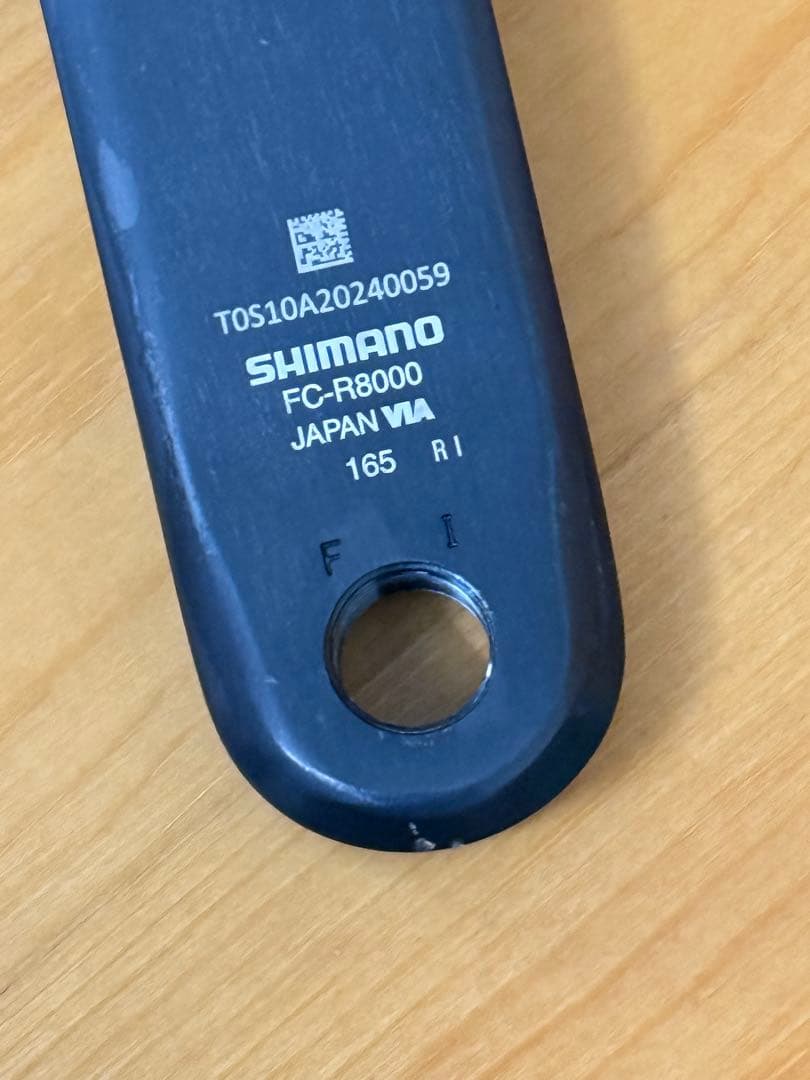 T0S10A20240059
SHIMANO
FC-R8000
JAPAN VIA
165 RI
F I